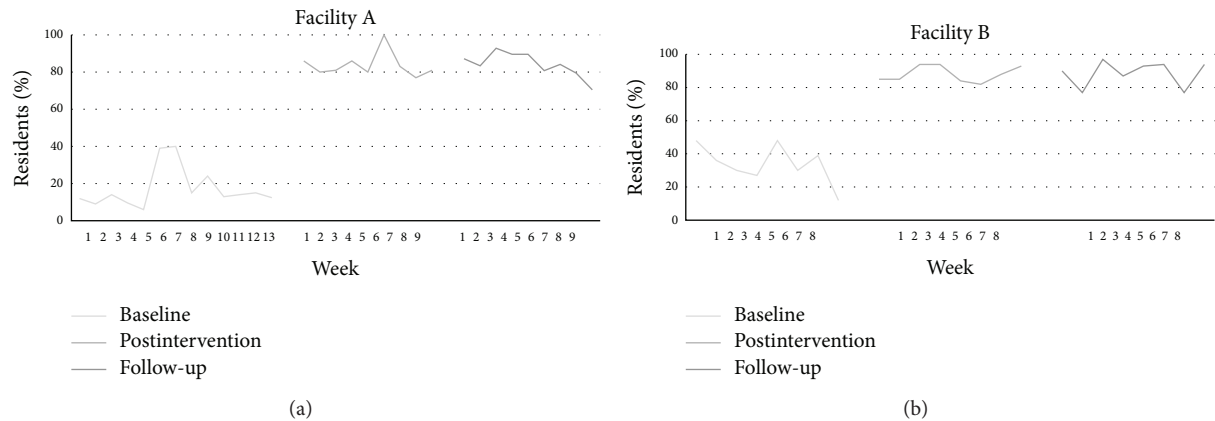 Facility A
100
80
60
40
20
0
Residents (%)
1 2 3 4 5 6 7 8 9 10 11 12 13 1 2 3 4 5 6 7 8 9 1 2 3 4 5 6 7 8 9
Week
Baseline
Postintervention
Follow-up
(a)
Facility B
100
80
60
40
20
0
Residents (%)
1 2 3 4 5 6 7 8 1 2 3 4 5 6 7 8 1 2 3 4 5 6 7 8
Week
Baseline
Postintervention
Follow-up
(b)